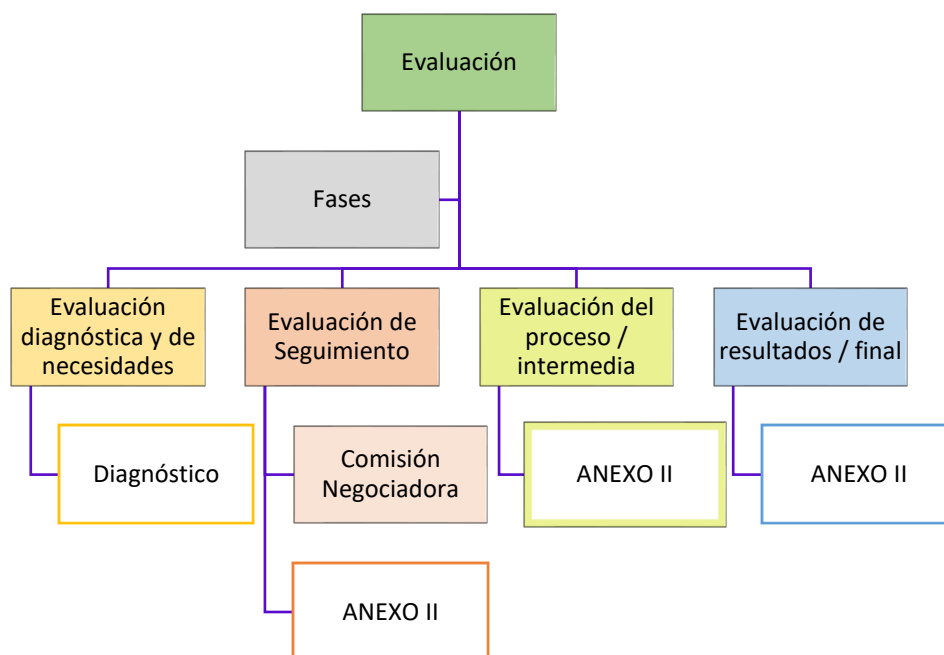 Evaluación
Fases
Evaluación
diagnóstica y de
necesidades
Evaluación de
Seguimiento
Evaluación del
proceso /
intermedia
Evaluación de
resultados / final
Diagnóstico
Comisión
Negociadora
ANEXO II
ANEXO II
ANEXO II